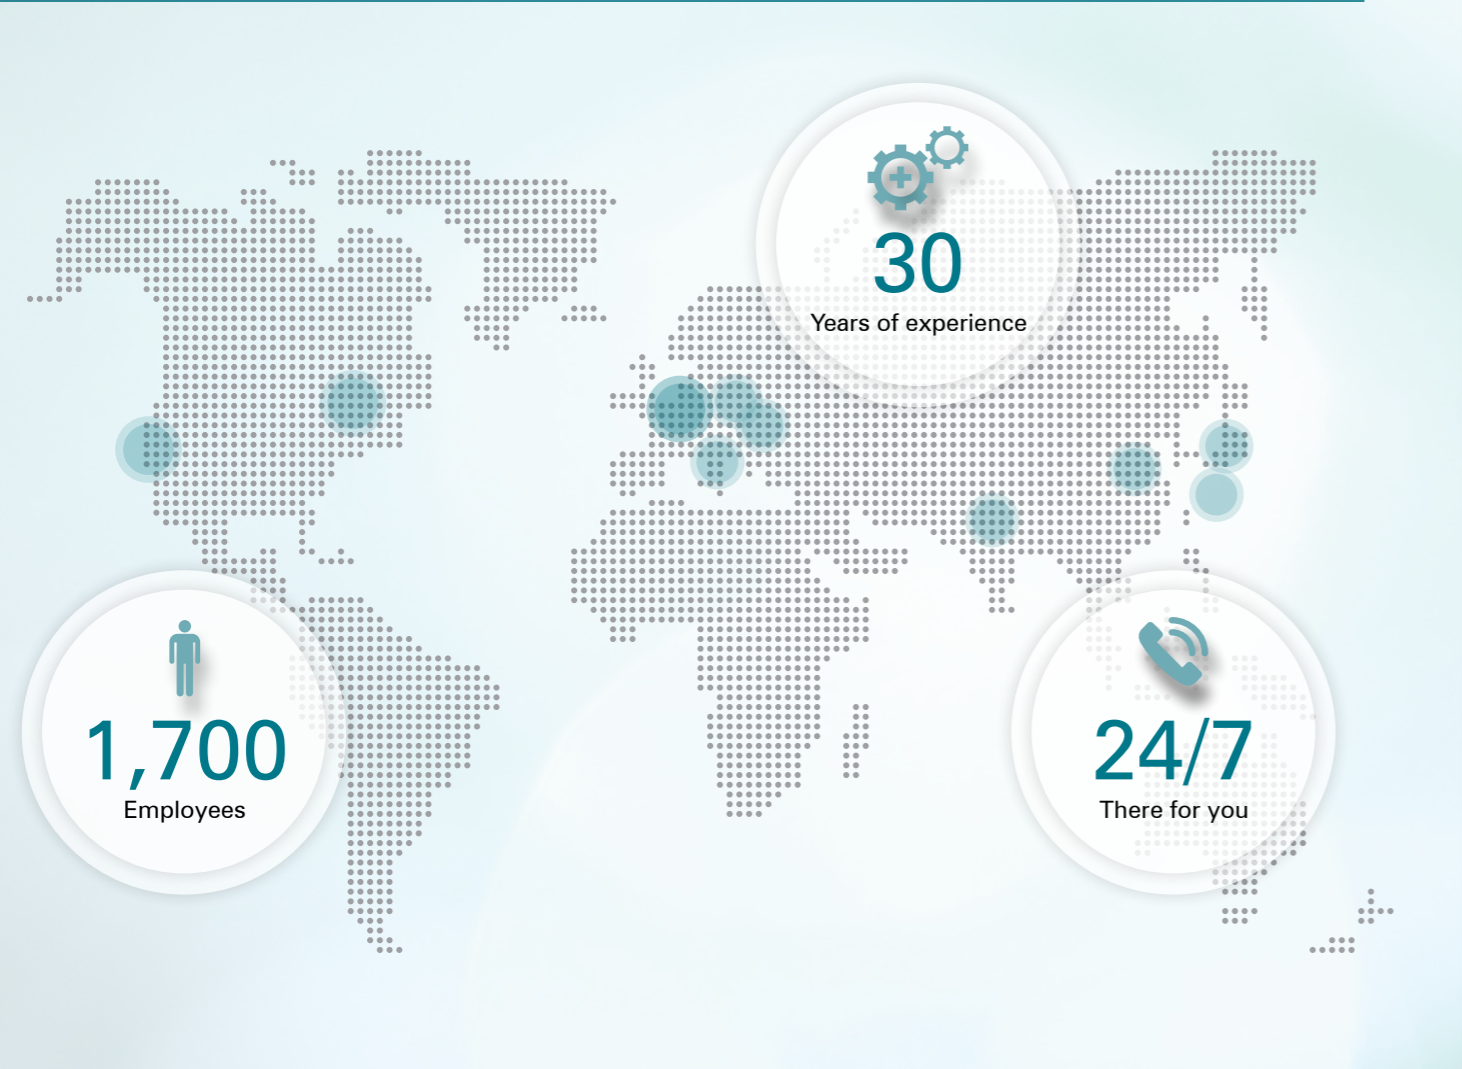 30
Years of experience
1,700
Employees
24/7
There for you